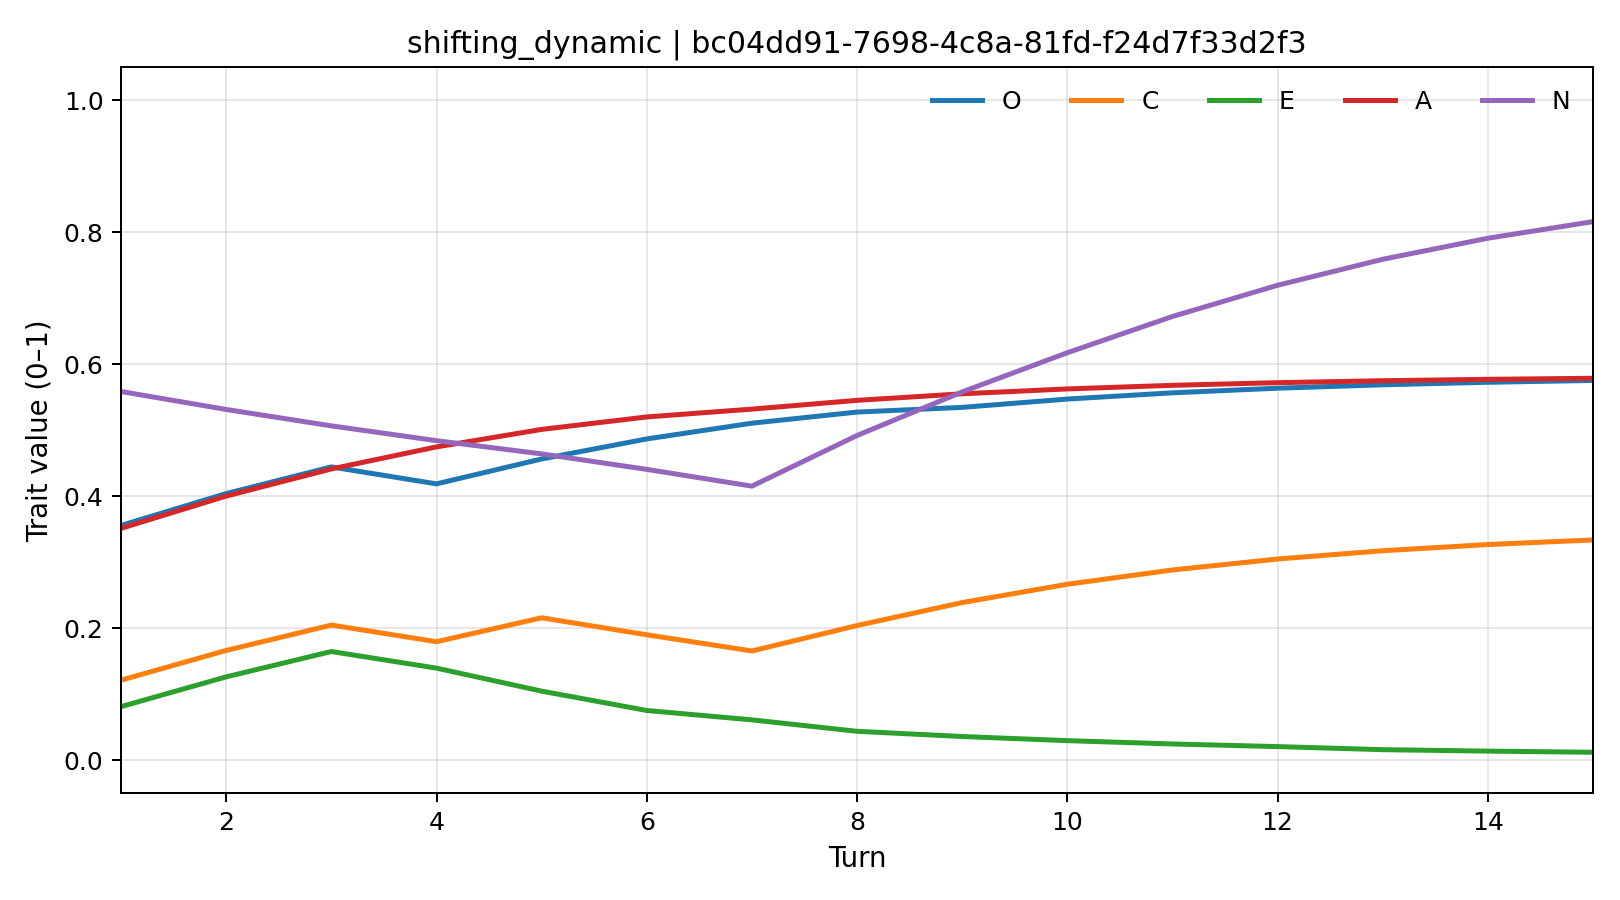 shifting_dynamic | bc04dd91-7698-4c8a-81fd-f24d7f33d2f3
O C E A N
1.0
0.8
0.6
0.4
0.2
0.0
Trait value (0–1)
2 4 6 8 10 12 14
Turn